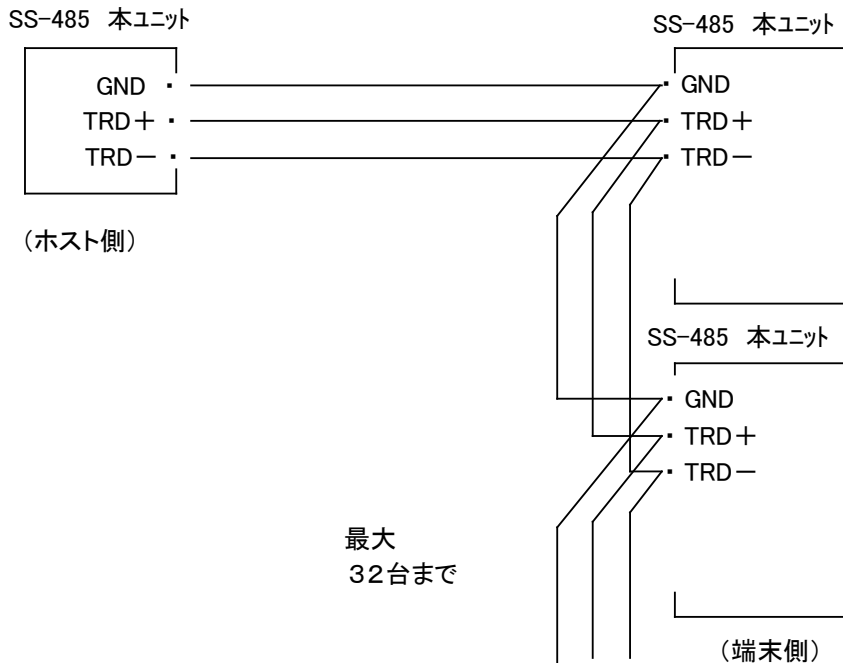 SS-485 本ユニット
GND
TRD＋
TRD－
（ホスト側）
SS-485 本ユニット
GND
TRD＋
TRD－
SS-485 本ユニット
GND
TRD＋
TRD－
最大
３２台まで
（端末側）